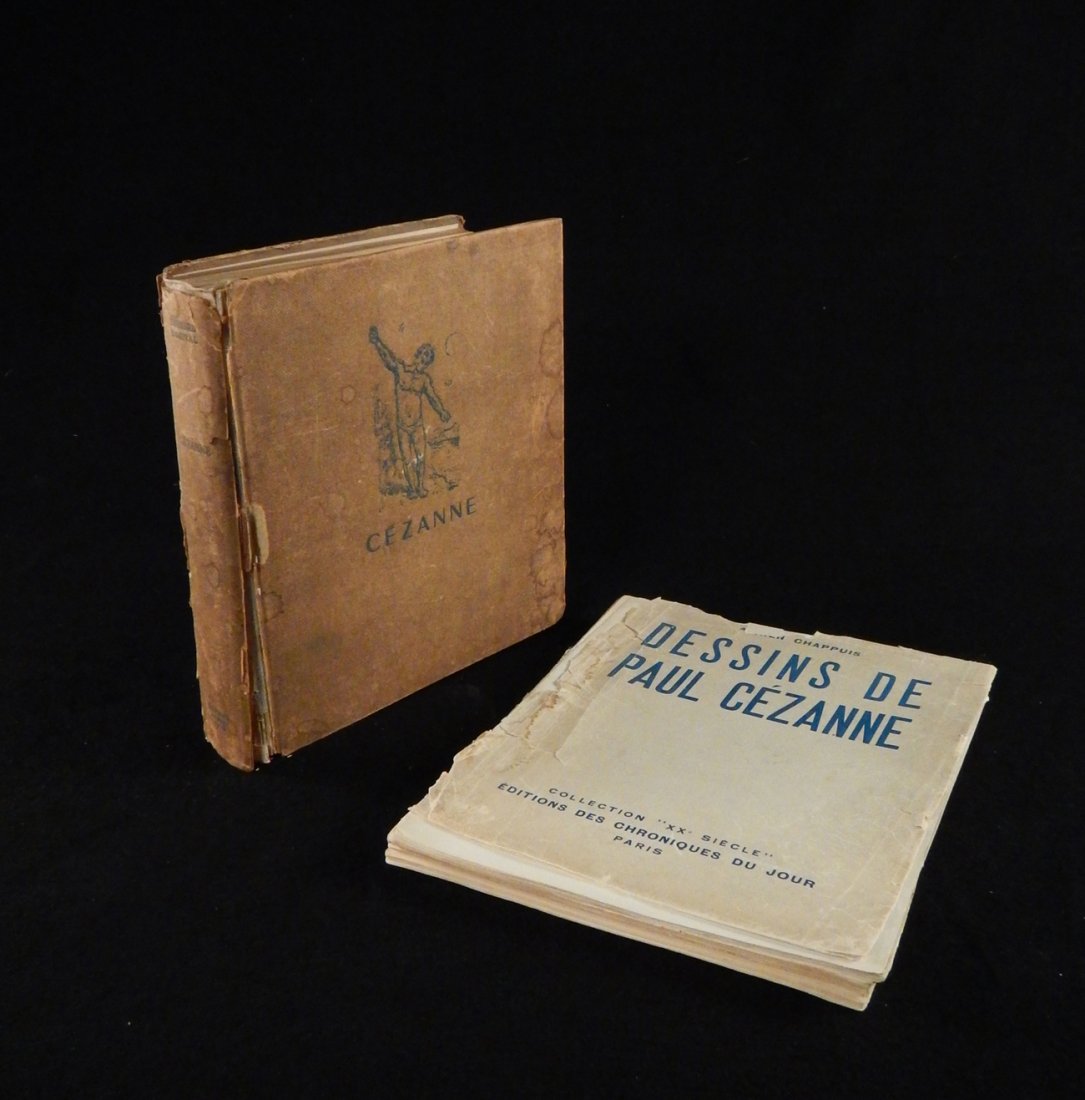 CÉZANNE
CHAPPUIS
DESSINS DE
PAUL CÉZANNE
COLLECTION "XXe SIÈCLE"
ÉDITIONS DES CHRONIQUES DU JOUR
PARIS